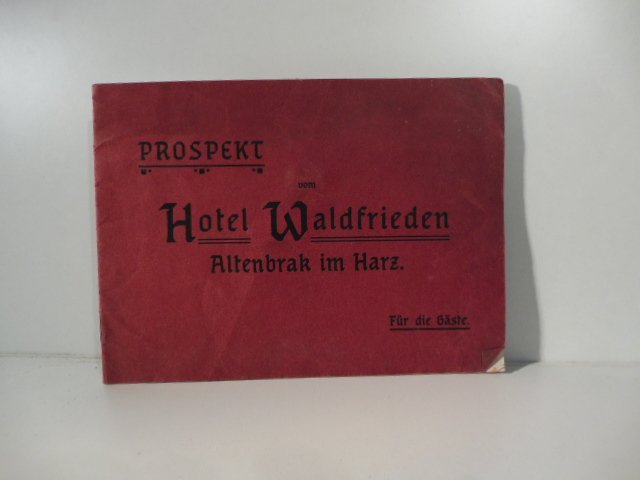 PROSPEKT
vom
Hotel Waldfrieden
Altenbrak im Harz.
Für die Gäste.